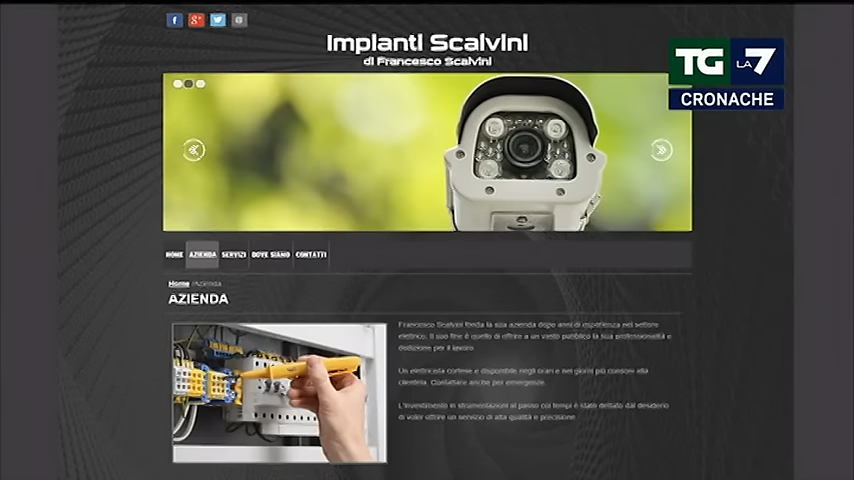 Impianti Scalvini
di Francesco Scalvini
TG LA 7
CRONACHE
HOME AZIENDA SERVIZI DOVE SIAMO CONTATTI
Home /Azienda
AZIENDA
Francesco Scalvini fonda la sua azienda dopo anni di esperienza nel settore
elettrico. Il suo fine è quello di offrire a un vasto pubblico la sua professionalità e
dedizione per il lavoro.
Un elettricista cortese e disponibile negli orari e nei giorni più consoni alla
clientela. Contattare anche per emergenze.
L'investimento in strumentazioni al passo coi tempi è stato dettato dal desiderio
di voler offrire un servizio di alta qualità e precisione.